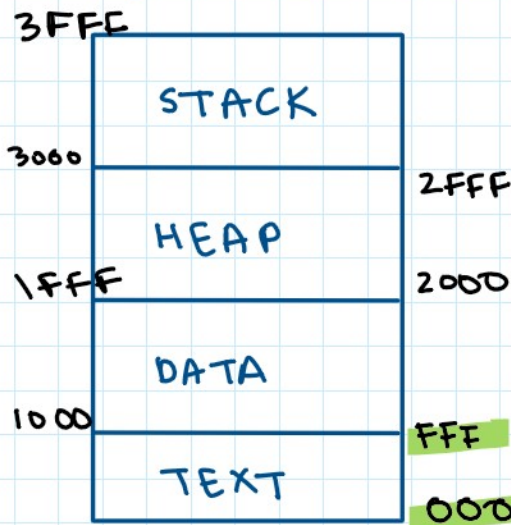 3FFF
STACK
3000
2FFF
HEAP
1FFF
2000
DATA
1000
FFF
TEXT
000